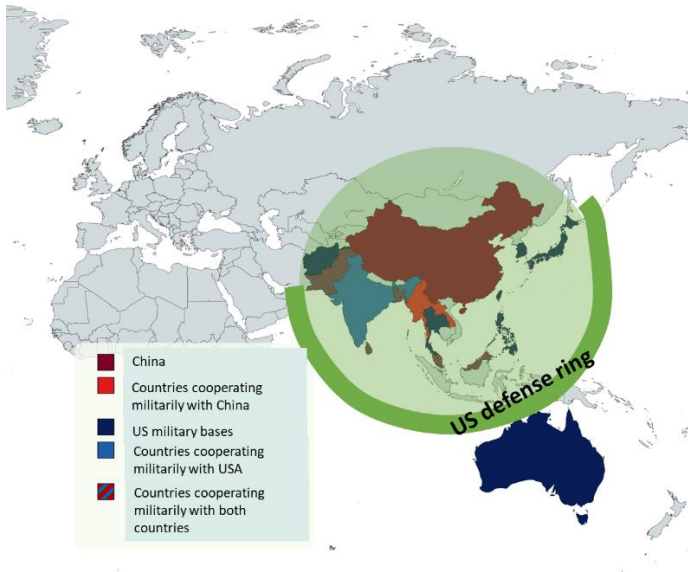 China
Countries cooperating
militarily with China
US military bases
Countries cooperating
militarily with USA
Countries cooperating
militarily with both
countries
US defense ring